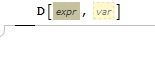 D[expr, var]